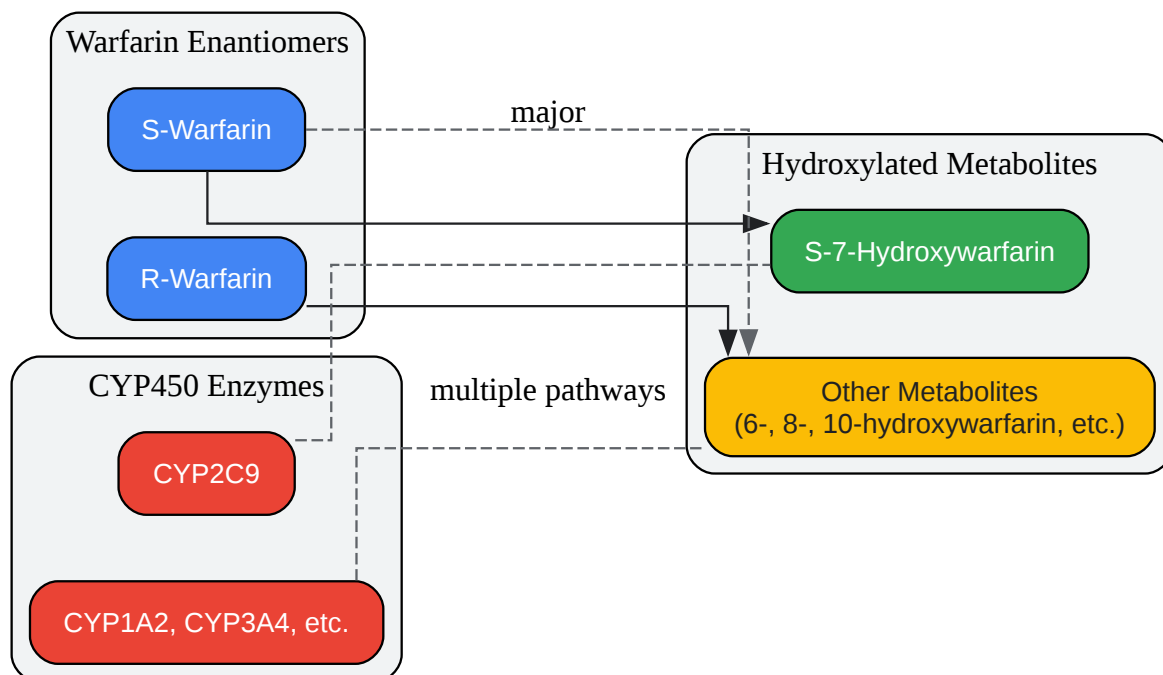 Warfarin Enantiomers
S-Warfarin
major
Hydroxylated Metabolites
S-7-Hydroxywarfarin
R-Warfarin
CYP450 Enzymes
multiple pathways
Other Metabolites
(6-, 8-, 10-hydroxywarfarin, etc.)
CYP2C9
CYP1A2, CYP3A4, etc.